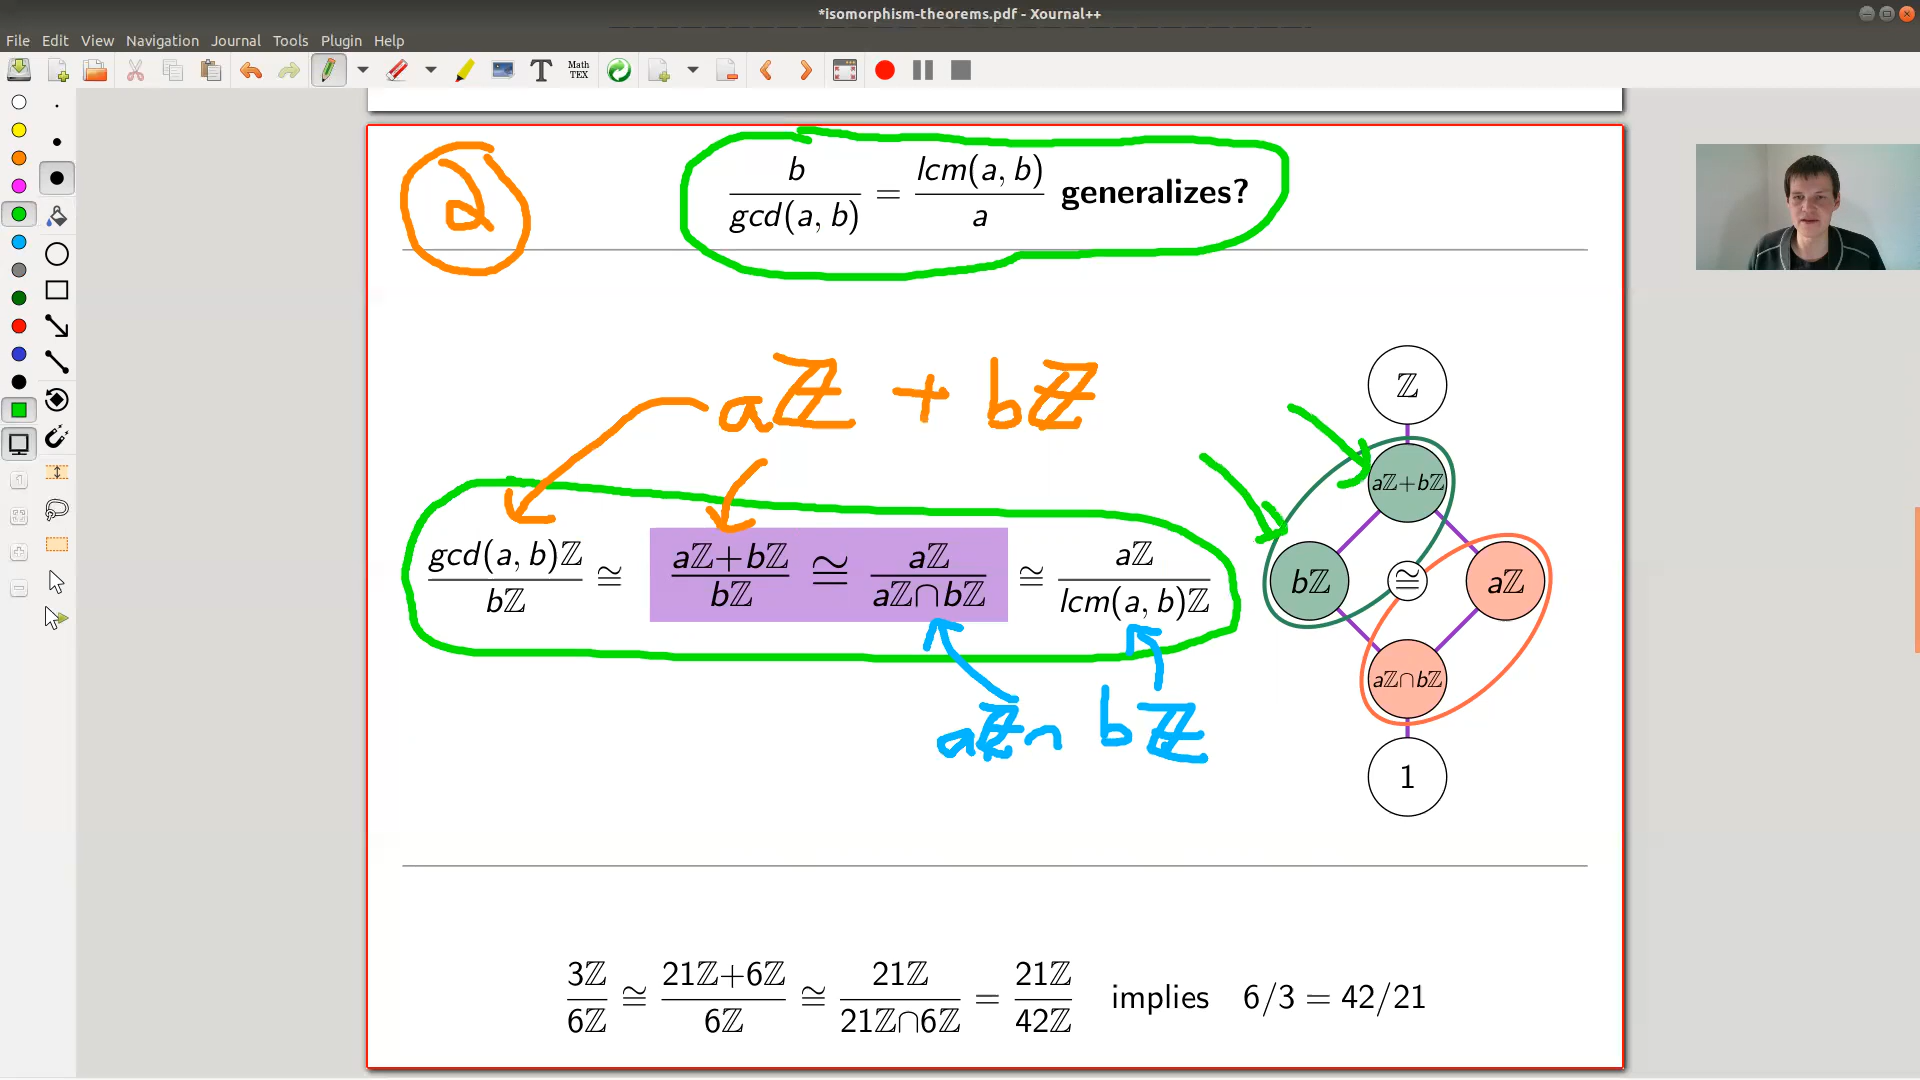 *isomorphism-theorems.pdf - Xournal++
File Edit View Navigation Journal Tools Plugin Help
T Math TEX
2
b / gcd(a, b) = lcm(a, b) / a generalizes?
aℤ + bℤ
gcd(a, b)ℤ / bℤ ≅ aℤ+bℤ / bℤ ≅ aℤ / aℤ∩bℤ ≅ aℤ / lcm(a, b)ℤ
aℤ∩ bℤ
ℤ
aℤ+bℤ
bℤ ≅ aℤ
aℤ∩bℤ
1
3ℤ / 6ℤ ≅ 21ℤ+6ℤ / 6ℤ ≅ 21ℤ / 21ℤ∩6ℤ = 21ℤ / 42ℤ implies 6/3 = 42/21